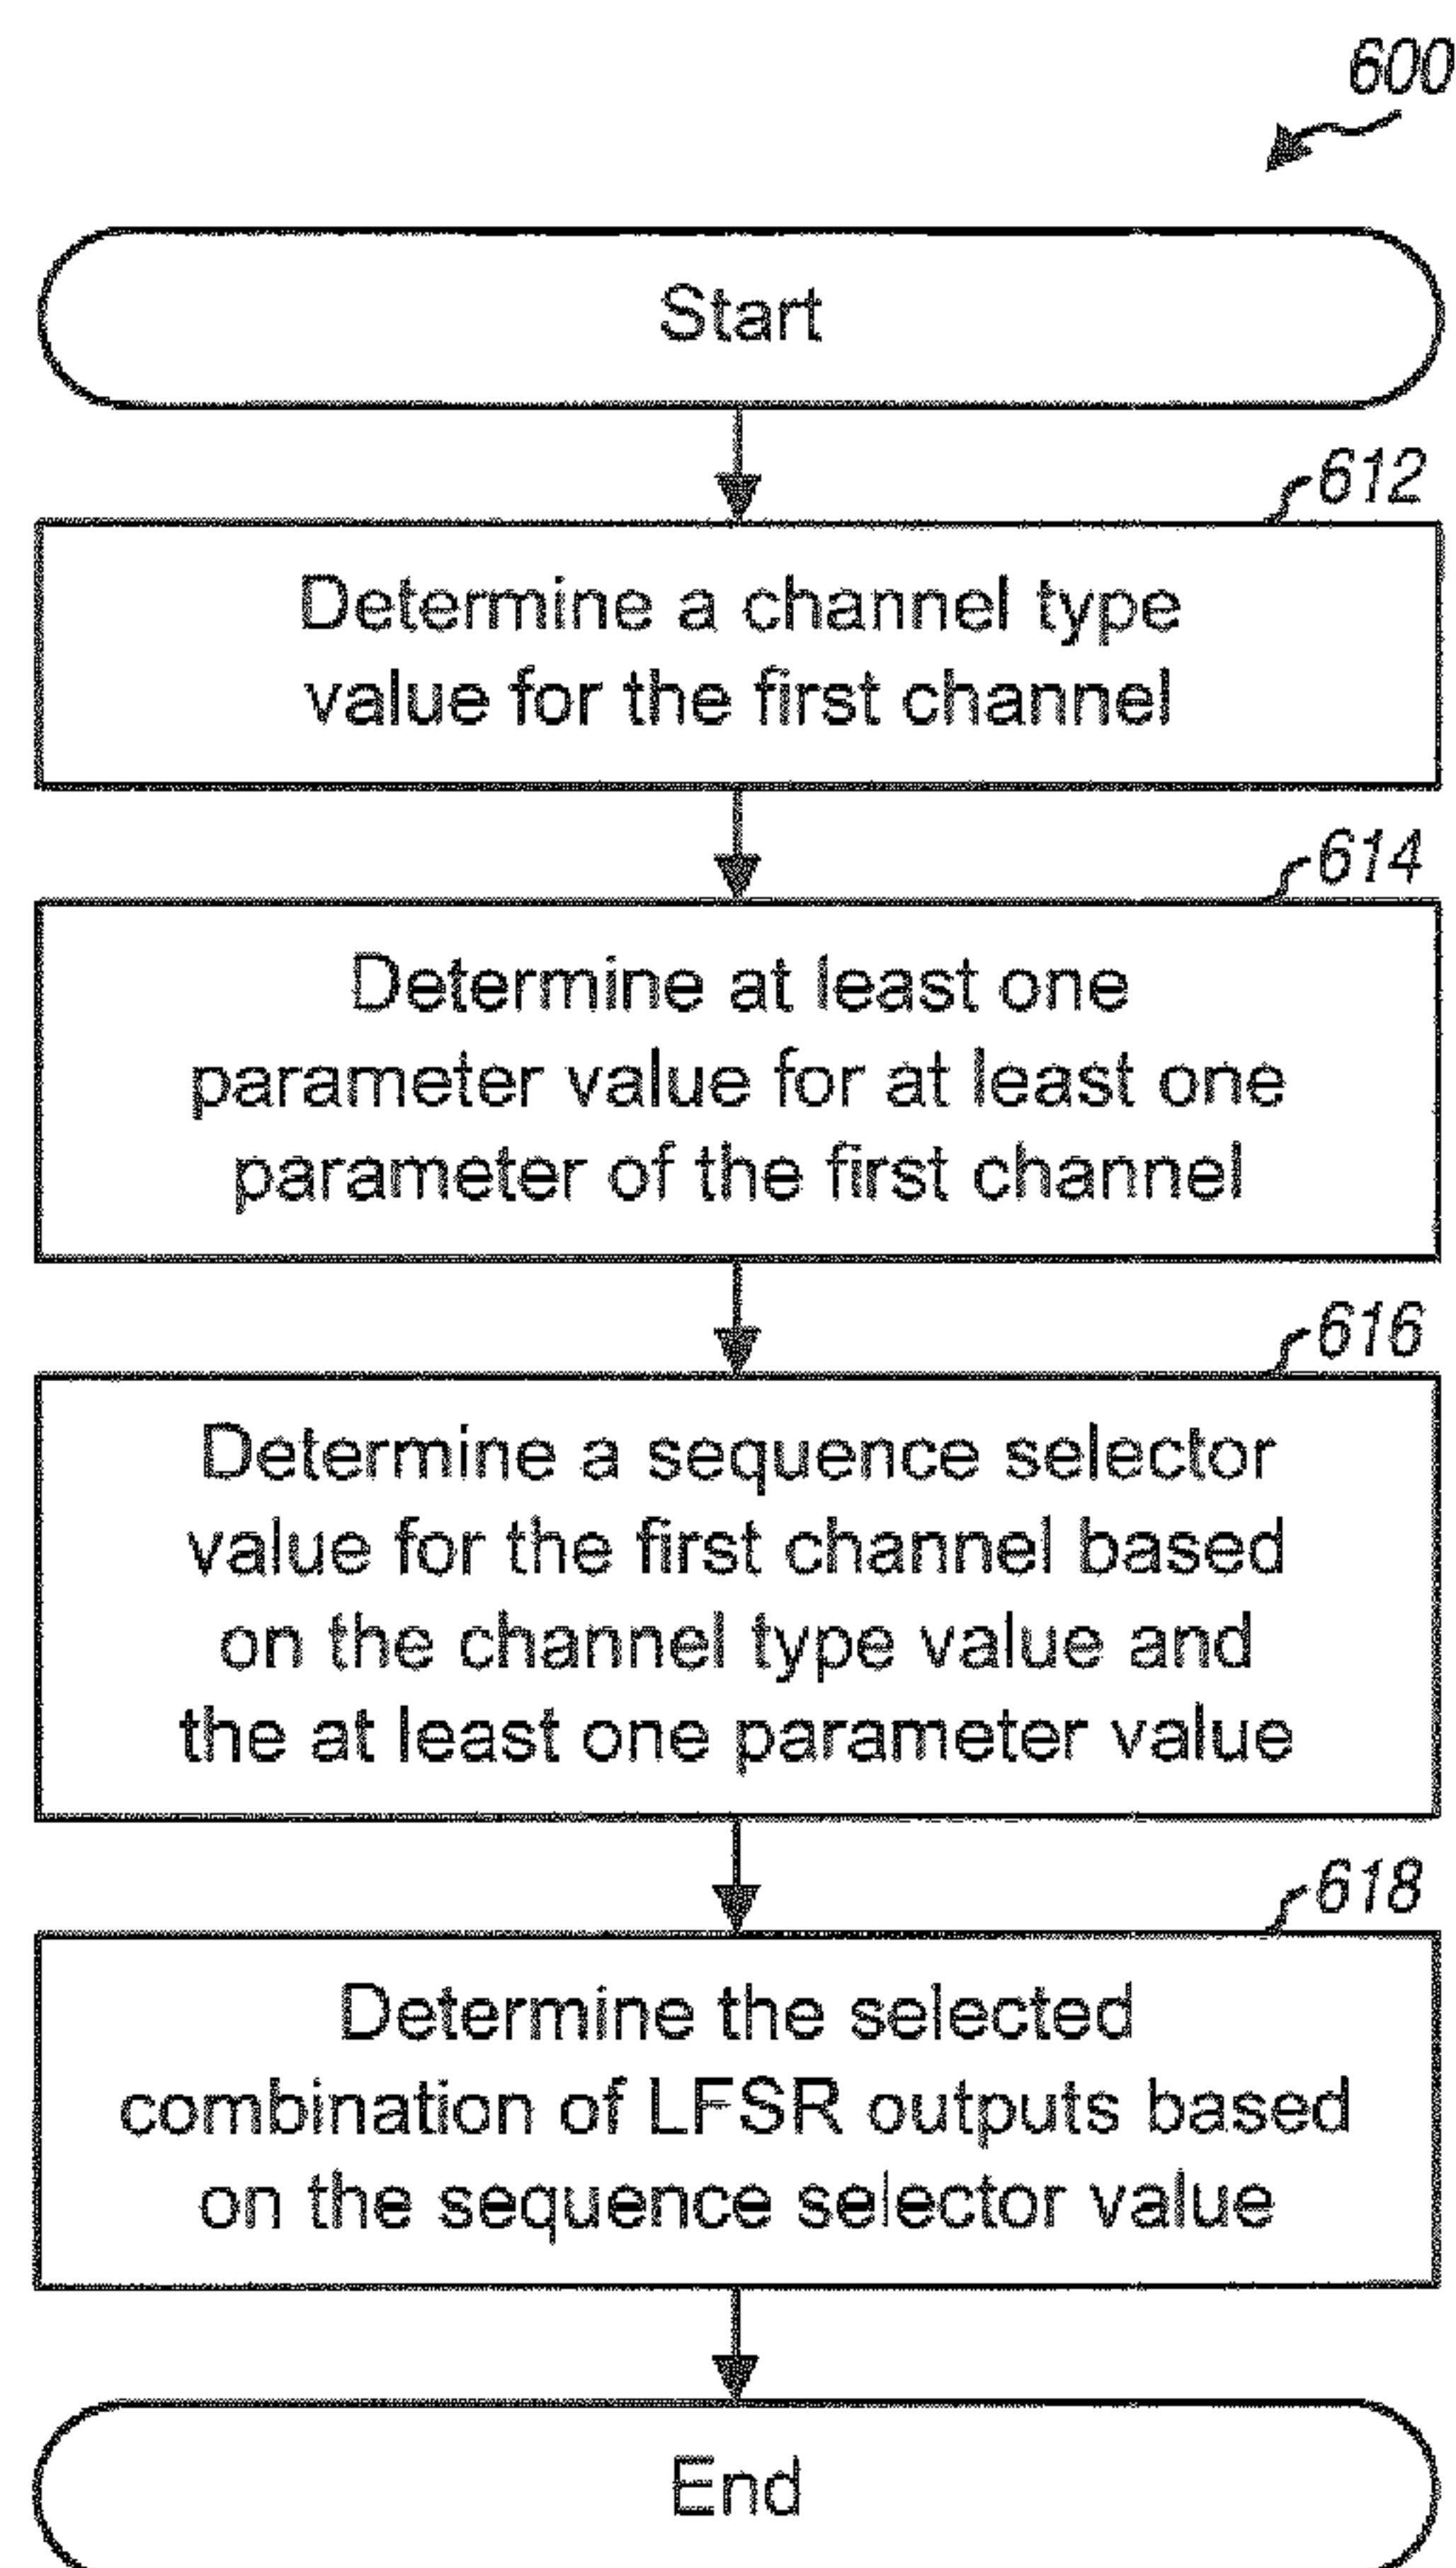 600
Start
612
Determine a channel type
value for the first channel
614
Determine at least one
parameter value for at least one
parameter of the first channel
616
Determine a sequence selector
value for the first channel based
on the channel type value and
the at least one parameter value
618
Determine the selected
combination of LFSR outputs based
on the sequence selector value
End